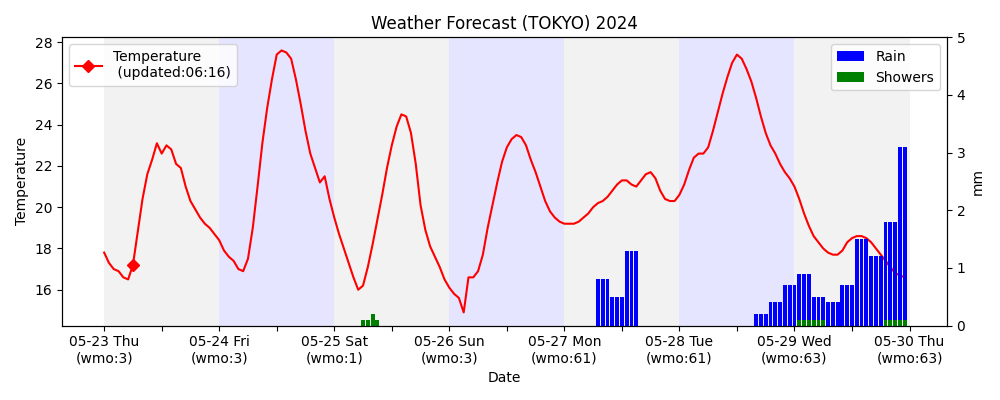 Weather Forecast (TOKYO) 2024
Temperature
(updated:06:16)
Rain
Showers
28
26
24
22
20
18
16
Temperature
5
4
3
2
1
0
mm
05-23 Thu
(wmo:3)
05-24 Fri
(wmo:3)
05-25 Sat
(wmo:1)
05-26 Sun
(wmo:3)
05-27 Mon
(wmo:61)
05-28 Tue
(wmo:61)
05-29 Wed
(wmo:63)
05-30 Thu
(wmo:63)
Date